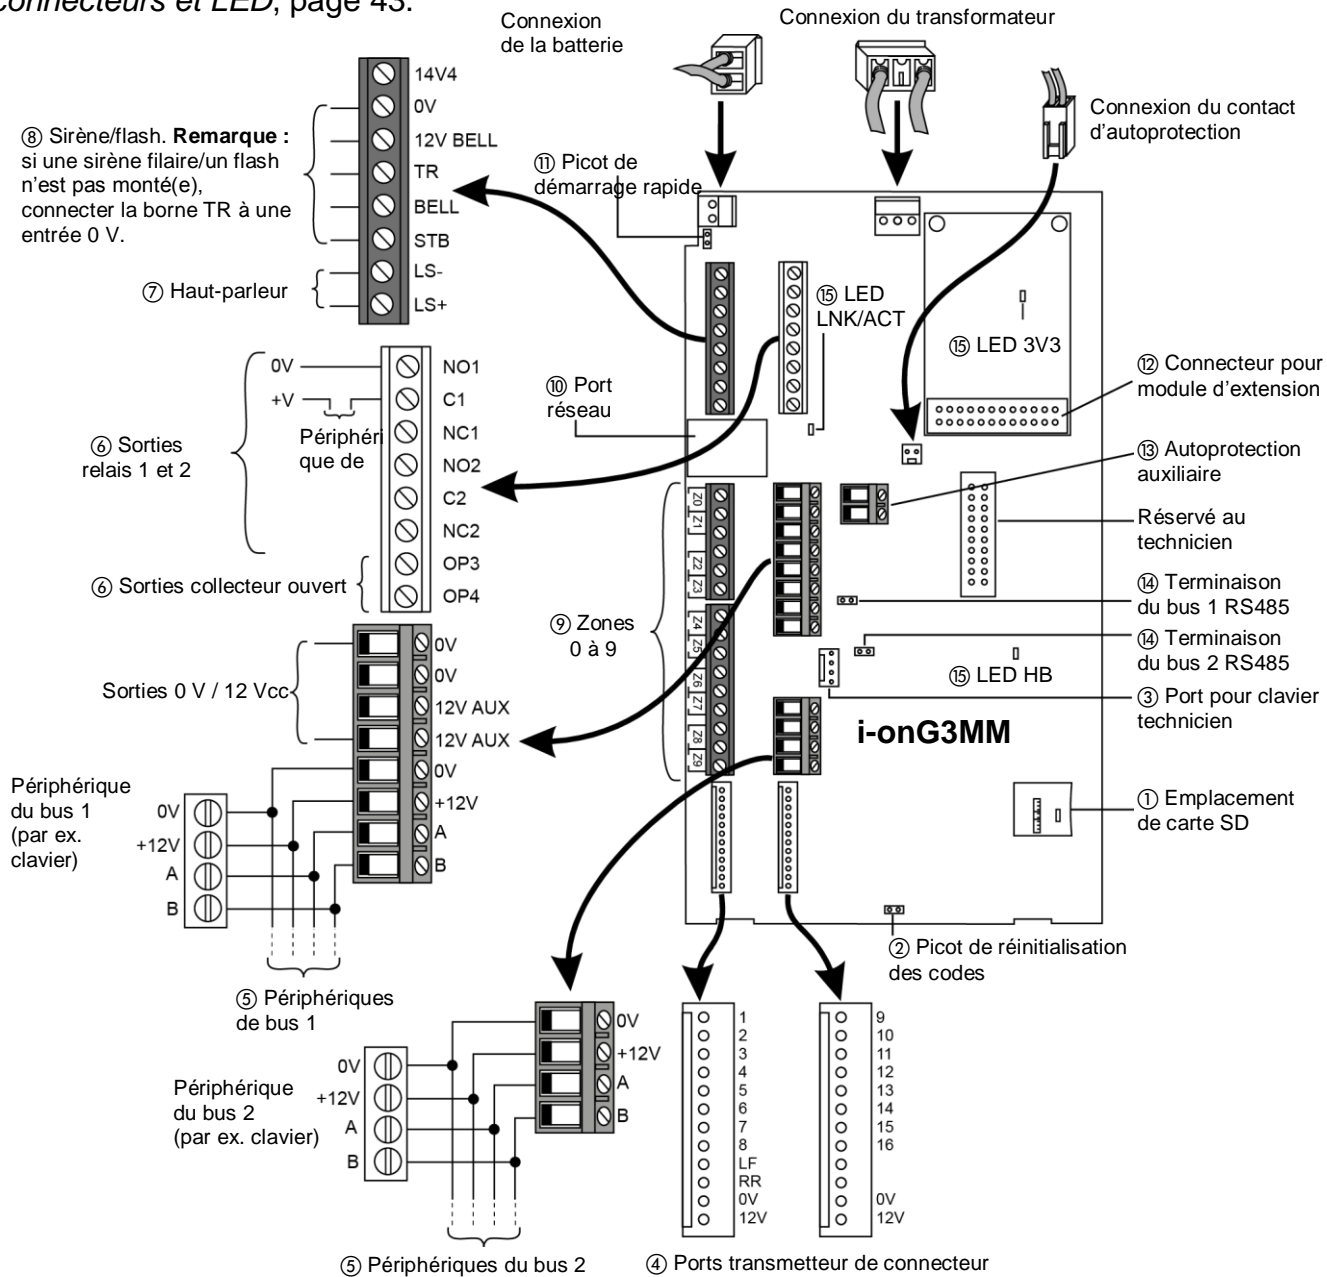 onnecteurs et LED, page 43.
Connexion
de la batterie
Connexion du transformateur
Connexion du contact
d'autoprotection
14V4
0V
12V BELL
TR
BELL
STB
LS-
LS+
⑧ Sirène/flash. Remarque :
si une sirène filaire/un flash
n'est pas monté(e),
connecter la borne TR à une
entrée 0 V.
⑦ Haut-parleur
⑪ Picot de
démarrage rapide
⑮ LED
LNK/ACT
⑮ LED 3V3
⑩ Port
réseau
⑫ Connecteur pour
module d'extension
⑬ Autoprotection
auxiliaire
Réservé au
technicien
⑭ Terminaison
du bus 1 RS485
⑭ Terminaison
du bus 2 RS485
⑮ LED HB
③ Port pour clavier
technicien
i-onG3MM
① Emplacement
de carte SD
② Picot de réinitialisation
des codes
0V
+V
Périphéri
que de
NO1
C1
NC1
NO2
C2
NC2
OP3
OP4
⑥ Sorties
relais 1 et 2
⑥ Sorties collecteur ouvert
⑨ Zones
0 à 9
Z0
Z1
Z2
Z3
Z4
Z5
Z6
Z7
Z8
Z9
Sorties 0 V / 12 Vcc
0V
0V
12V AUX
12V AUX
0V
+12V
A
B
Périphérique
du bus 1
(par ex.
clavier)
0V
+12V
A
B
⑤ Périphériques
de bus 1
Périphérique
du bus 2
(par ex. clavier)
0V
+12V
A
B
0V
+12V
A
B
⑤ Périphériques du bus 2
1
2
3
4
5
6
7
8
LF
RR
0V
12V
9
10
11
12
13
14
15
16
0V
12V
④ Ports transmetteur de connecteur